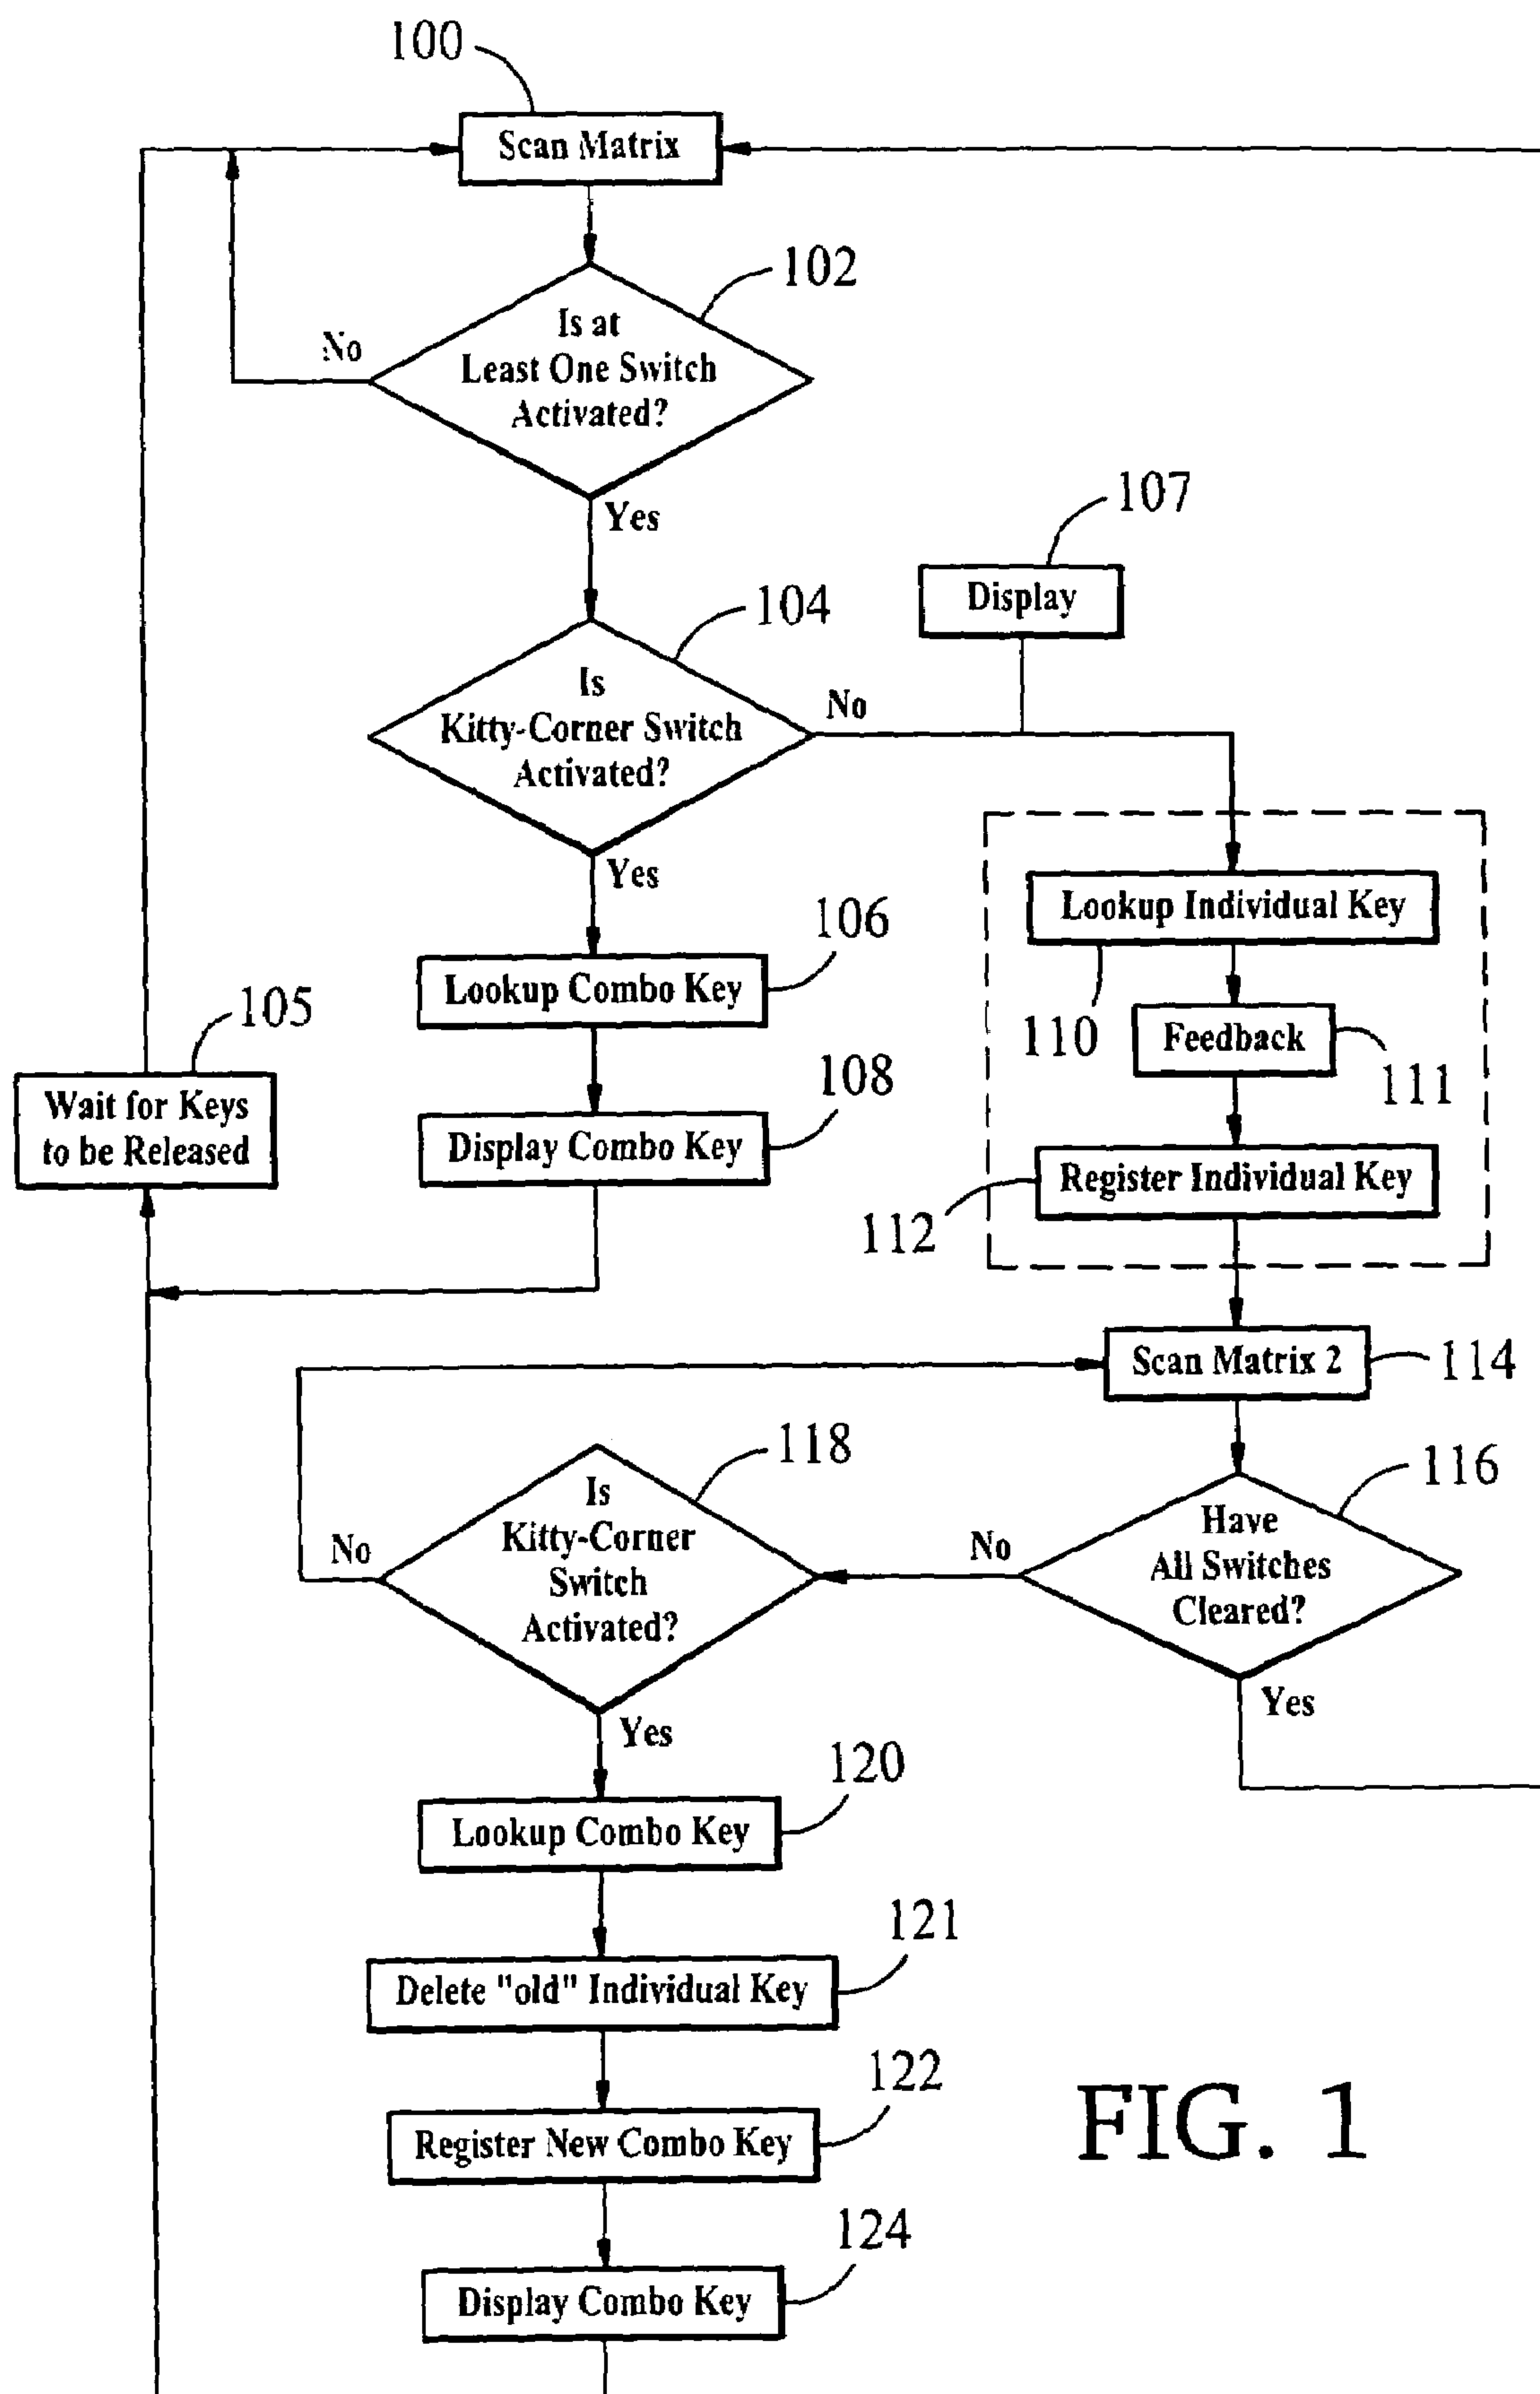 100
Scan Matrix
102
Is at
Least One Switch
Activated?
No
Yes
107
Display
104
Is
Kitty-Corner Switch
Activated?
No
Yes
106
Lookup Combo Key
Lookup Individual Key
110
Feedback
111
105
Wait for Keys
to be Released
108
Display Combo Key
Register Individual Key
112
Scan Matrix 2
114
118
Is
Kitty-Corner
Switch
Activated?
No
Yes
116
Have
All Switches
Cleared?
No
Yes
120
Lookup Combo Key
121
Delete "old" Individual Key
122
Register New Combo Key
124
Display Combo Key
FIG. 1